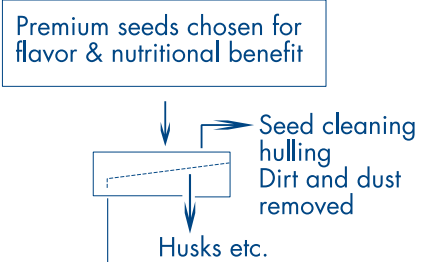 Premium seeds chosen for
flavor & nutritional benefit
Seed cleaning
hulling
Dirt and dust
removed
Husks etc.